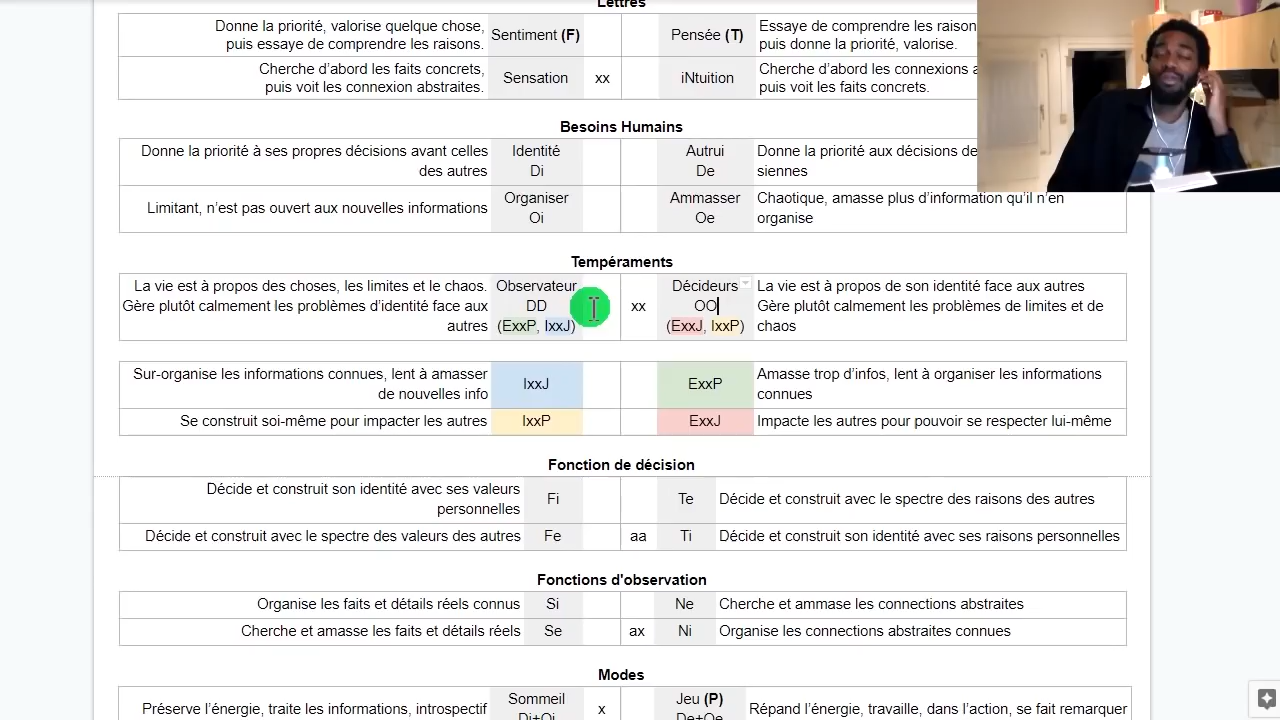 Lettres
Donne la priorité, valorise quelque chose,
puis essaye de comprendre les raisons.
Sentiment (F)
Pensée (T)
Essaye de comprendre les raison
puis donne la priorité, valorise.
Cherche d'abord les faits concrets,
puis voit les connexion abstraites.
Sensation
xx
iNtuition
Cherche d'abord les connexions a
puis voit les faits concrets.
Besoins Humains
Donne la priorité à ses propres décisions avant celles
des autres
Identité
Di
Autrui
De
Donne la priorité aux décisions de
siennes
Limitant, n'est pas ouvert aux nouvelles informations
Organiser
Oi
Ammasser
Oe
Chaotique, amasse plus d'information qu'il n'en
organise
Tempéraments
La vie est à propos des choses, les limites et le chaos.
Gère plutôt calmement les problèmes d'identité face aux
autres
Observateur
DD
(ExxP, IxxJ)
xx
Décideurs
OO
(ExxJ, IxxP)
La vie est à propos de son identité face aux autres
Gère plutôt calmement les problèmes de limites et de
chaos
Sur-organise les informations connues, lent à amasser
de nouvelles info
IxxJ
ExxP
Amasse trop d'infos, lent à organiser les informations
connues
Se construit soi-même pour impacter les autres
IxxP
ExxJ
Impacte les autres pour pouvoir se respecter lui-même
Fonction de décision
Décide et construit son identité avec ses valeurs
personnelles
Fi
Te
Décide et construit avec le spectre des raisons des autres
Décide et construit avec le spectre des valeurs des autres
Fe
aa
Ti
Décide et construit son identité avec ses raisons personnelles
Fonctions d'observation
Organise les faits et détails réels connus
Si
Ne
Cherche et ammase les connections abstraites
Cherche et amasse les faits et détails réels
Se
ax
Ni
Organise les connections abstraites connues
Modes
Préserve l'énergie, traite les informations, introspectif
Sommeil
Di+Oi
x
Jeu (P)
De+Oe
Répand l'énergie, travaille, dans l'action, se fait remarquer